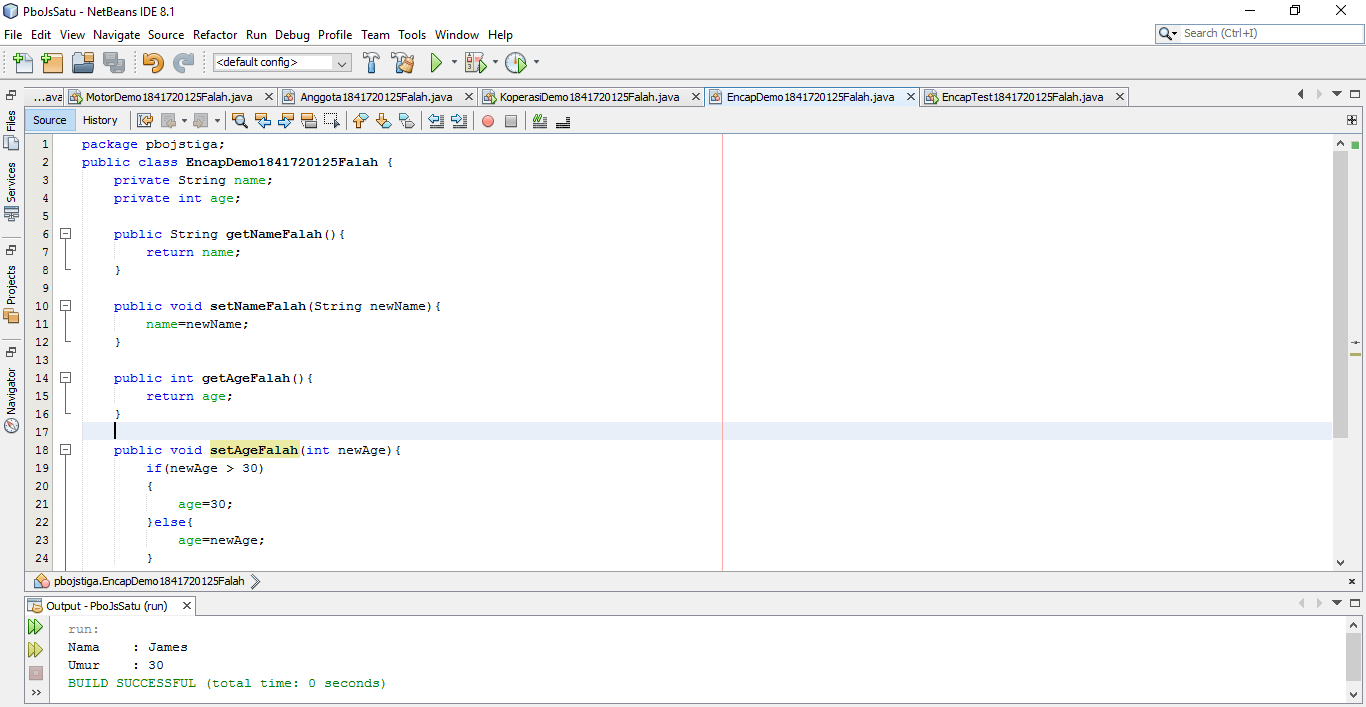 PboJsSatu - NetBeans IDE 8.1
File Edit View Navigate Source Refactor Run Debug Profile Team Tools Window Help
Search (Ctrl+I)
<default config>
...ava MotorDemo1841720125Falah.java Anggota1841720125Falah.java KoperasiDemo1841720125Falah.java EncapDemo1841720125Falah.java EncapTest1841720125Falah.java
Source History
Files
Services
Projects
Navigator
1 package pbojstiga;
2 public class EncapDemo1841720125Falah {
3 private String name;
4 private int age;
5
6 public String getNameFalah(){
7 return name;
8 }
9
10 public void setNameFalah(String newName){
11 name=newName;
12 }
13
14 public int getAgeFalah(){
15 return age;
16 }
17
18 public void setAgeFalah(int newAge){
19 if(newAge > 30)
20 {
21 age=30;
22 }else{
23 age=newAge;
24 }
pbojstiga.EncapDemo1841720125Falah
Output - PboJsSatu (run)
run:
Nama : James
Umur : 30
BUILD SUCCESSFUL (total time: 0 seconds)